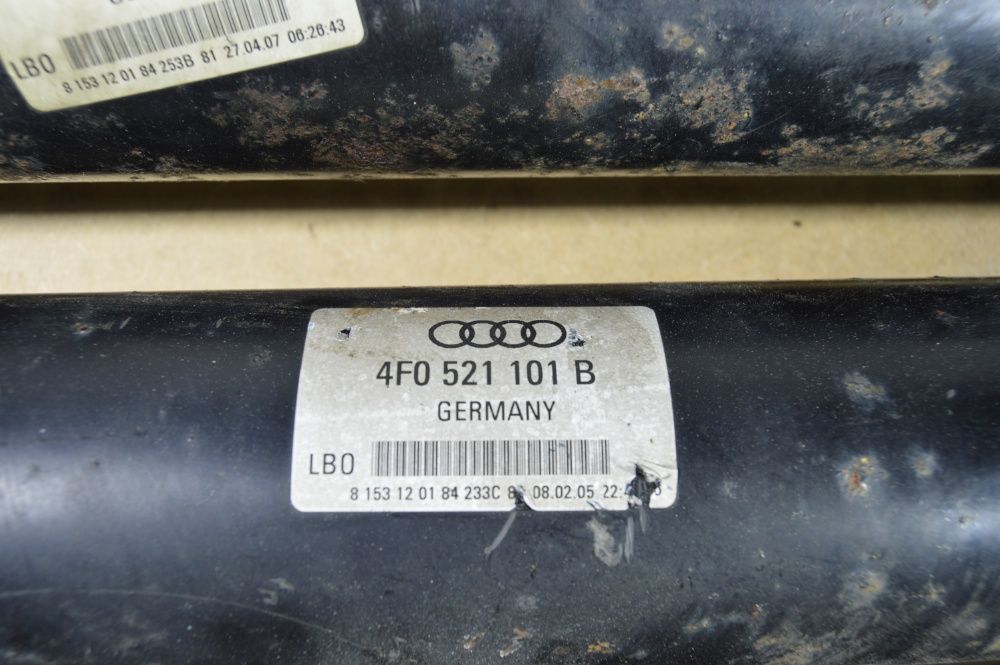 LBO
8 153 12 01 84 253B 81 27.04.07 06:26:43
4F0 521 101 B
GERMANY
LBO
8 153 12 01 84 233C 08.02.05